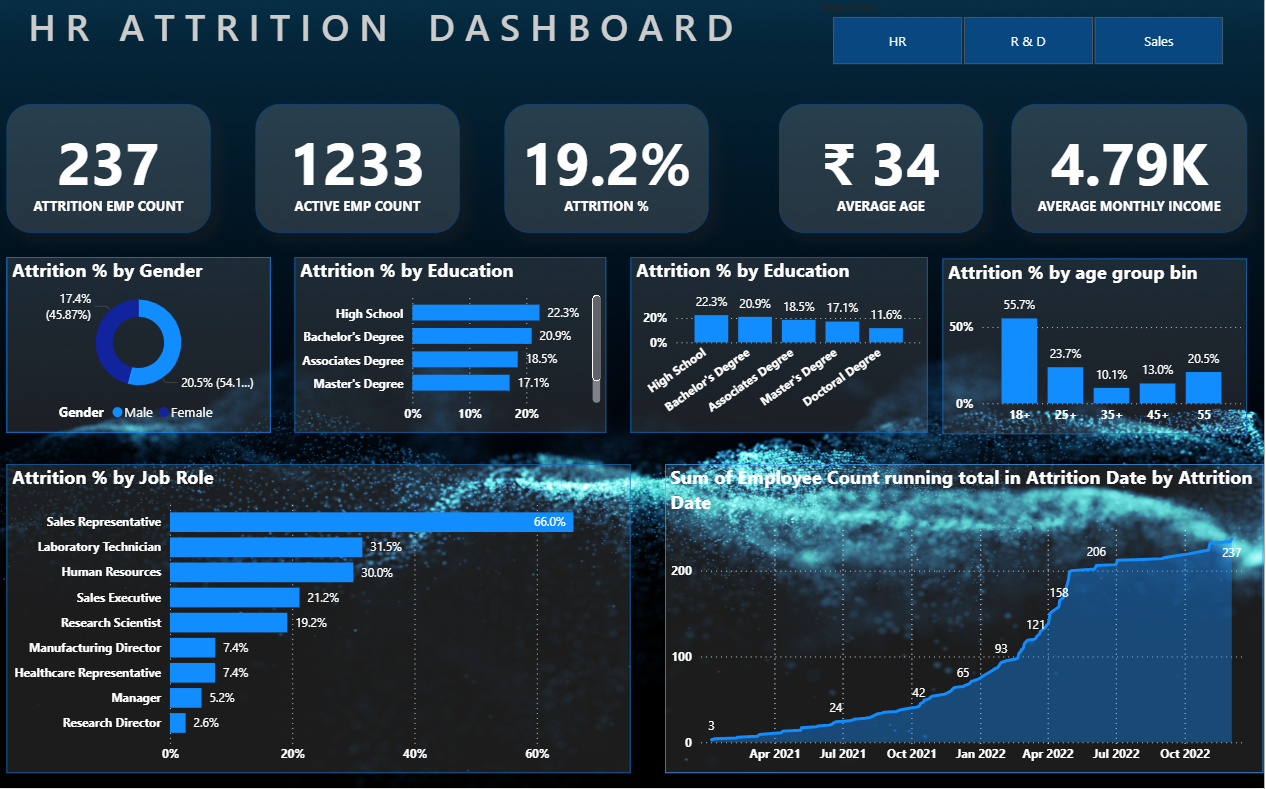 HR ATTRITION DASHBOARD
HR
R & D
Sales
237
ATTRITION EMP COUNT
1233
ACTIVE EMP COUNT
19.2%
ATTRITION %
₹ 34
AVERAGE AGE
4.79K
AVERAGE MONTHLY INCOME
Attrition % by Gender
17.4%
(45.87%)
20.5% (54.1...)
Gender Male Female
Attrition % by Education
High School 22.3%
Bachelor's Degree 20.9%
Associates Degree 18.5%
Master's Degree 17.1%
0% 10% 20%
Attrition % by Education
22.3% 20.9% 18.5% 17.1% 11.6%
20%
0%
High School
Bachelor's Degree
Associates Degree
Master's Degree
Doctoral Degree
Attrition % by age group bin
55.7%
50%
23.7% 10.1% 13.0% 20.5%
0%
18+ 25+ 35+ 45+ 55
Attrition % by Job Role
Sales Representative 66.0%
Laboratory Technician 31.5%
Human Resources 30.0%
Sales Executive 21.2%
Research Scientist 19.2%
Manufacturing Director 7.4%
Healthcare Representative 7.4%
Manager 5.2%
Research Director 2.6%
0% 20% 40% 60%
Sum of Employee Count running total in Attrition Date by Attrition
Date
200
100
0
3 24 42 65 93 121 158 206 237
Apr 2021 Jul 2021 Oct 2021 Jan 2022 Apr 2022 Jul 2022 Oct 2022